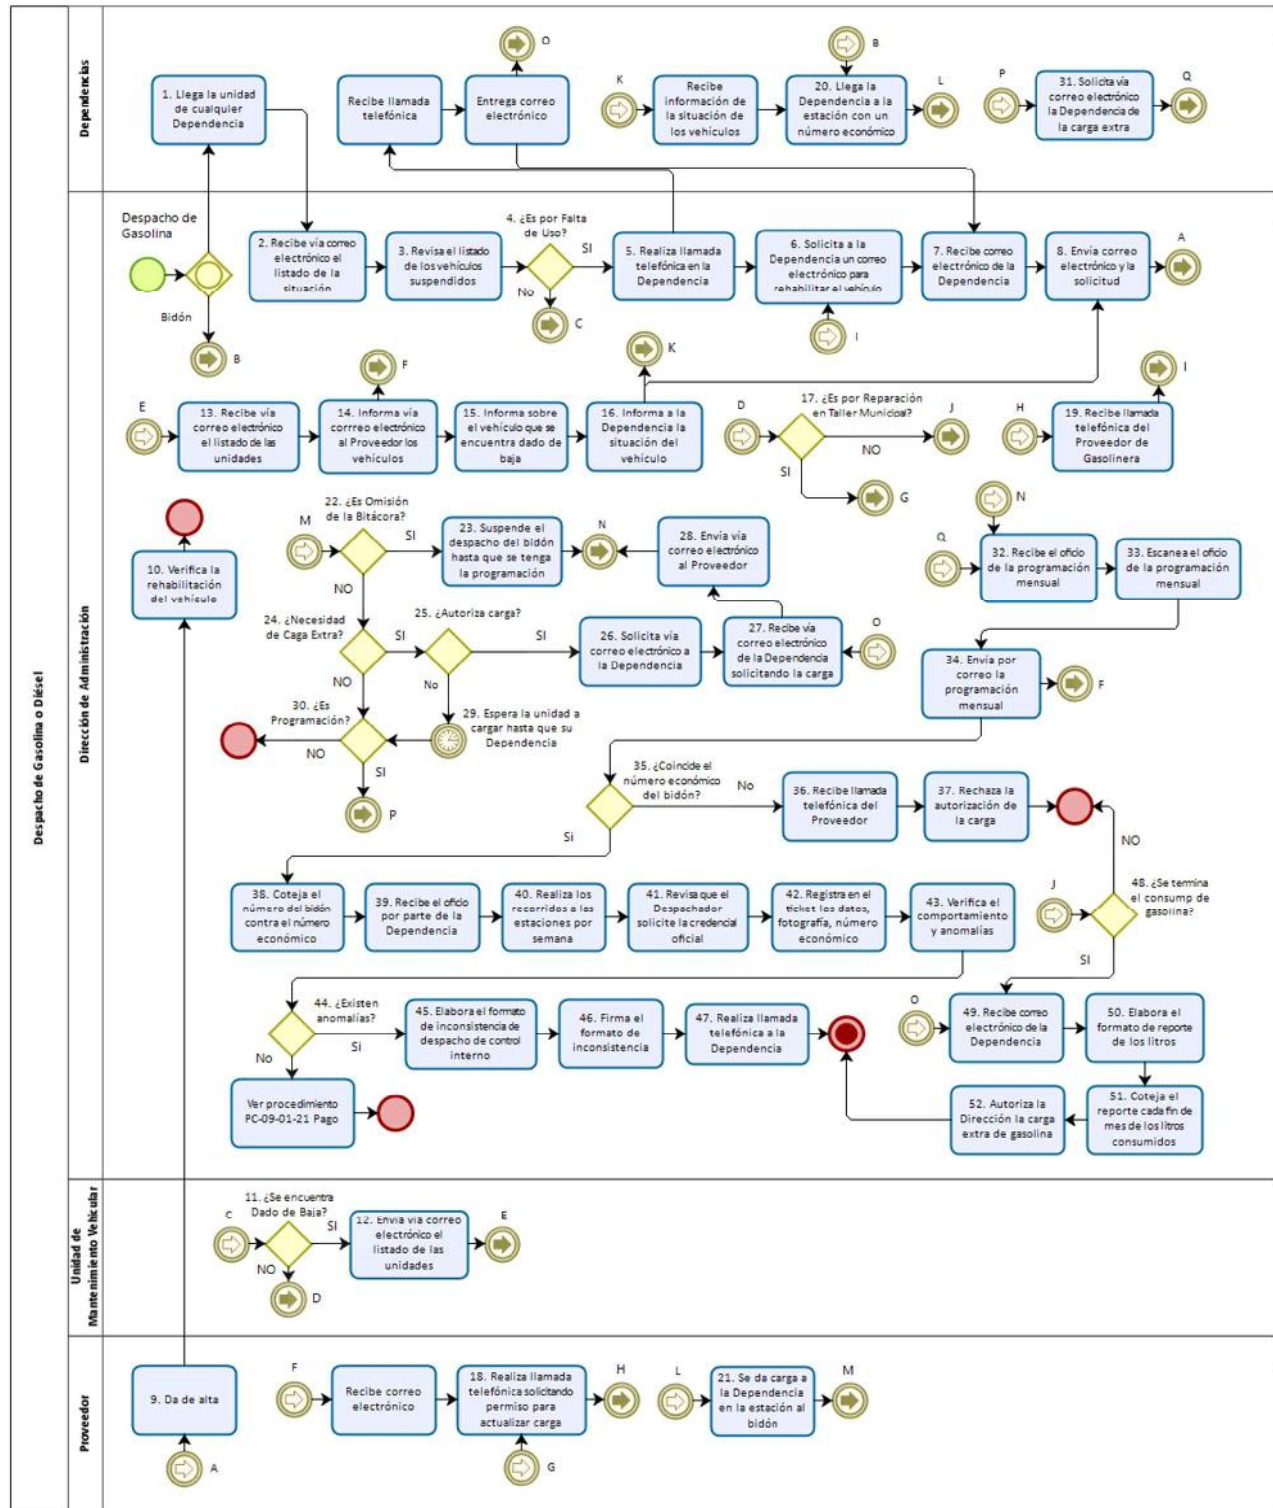 Despacho de Gasolina o Diésel
Dependencias
1. Llega la unidad
de cualquier
Dependencia
Recibe llamada
telefónica
Entrega correo
electrónico
O
K
Recibe
información de
la situación de
los vehículos
B
20. Llega la
Dependencia a la
estación con un
número económico
L
P
31. Solicita vía
correo electrónico
la Dependencia de
la carga extra
Q
Dirección de Administración
Despacho de
Gasolina
Bidón
B
2. Recibe vía correo
electrónico el
listado de la
situación
3. Revisa el listado
de los vehículos
suspendidos
4. ¿Es por Falta
de Uso?
SI
No
C
5. Realiza llamada
telefónica en la
Dependencia
6. Solicita a la
Dependencia un correo
electrónico para
rehabilitar el vehículo
I
7. Recibe correo
electrónico de la
Dependencia
8. Envía correo
electrónico y la
solicitud
A
E
13. Recibe vía
correo electrónico
el listado de las
unidades
14. Informa vía
corrreo electrónico
al Proveedor los
vehículos
F
15. Informa sobre
el vehículo que se
encuentra dado de
baja
16. Informa a la
Dependencia la
situación del
vehículo
K
D
17. ¿Es por Reparación
en Taller Municipal?
NO
J
SI
G
H
19. Recibe llamada
telefónica del
Proveedor de
Gasolinera
I
10. Verifica la
rehabilitación
del vehículo
M
22. ¿Es Omisión
de la Bitácora?
SI
NO
23. Suspende el
despacho del bidón
hasta que se tenga
la programación
N
28. Envía vía
correo electrónico
al Proveedor
24. ¿Necesidad
de Caga Extra?
SI
NO
25. ¿Autoriza carga?
SI
No
26. Solicita vía
correo electrónico a
la Dependencia
27. Recibe vía
correo electrónico
de la Dependencia
solicitando la carga
O
29. Espera la unidad a
cargar hasta que su
Dependencia
30. ¿Es
Programación?
NO
SI
P
N
Q
32. Recibe el oficio
de la programación
mensual
33. Escanea el oficio
de la programación
mensual
34. Envía por
correo la
programación
mensual
F
35. ¿Coincide el
número económico
del bidón?
No
Si
36. Recibe llamada
telefónica del
Proveedor
37. Rechaza la
autorización de
la carga
NO
38. Coteja el
número del bidón
contra el número
económico
39. Recibe el oficio
por parte de la
Dependencia
40. Realiza los
recorridos a las
estaciones por
semana
41. Revisa que el
Despachador
solicite la credencial
oficial
42. Registra en el
ticket los datos,
fotografía, número
económico
43. Verifica el
comportamiento
y anomalías
J
48. ¿Se termina
el consump de
gasolina?
SI
44. ¿Existen
anomalías?
Si
No
45. Elabora el formato
de inconsistencia de
despacho de control
interno
46. Firma el
formato de
inconsistencia
47. Realiza llamada
telefónica a la
Dependencia
O
49. Recibe correo
electrónico de la
Dependencia
50. Elabora el
formato de reporte
de los litros
Ver procedimiento
PC-09-01-21 Pago
52. Autoriza la
Dirección la carga
extra de gasolina
51. Coteja el
reporte cada fin de
mes de los litros
consumidos
Unidad de
Mantenimiento Vehicular
C
11. ¿Se encuentra
Dado de Baja?
SI
NO
D
12. Envía vía correo
electrónico el
listado de las
unidades
E
Proveedor
9. Da de alta
A
F
Recibe correo
electrónico
18. Realiza llamada
telefónica solicitando
permiso para
actualizar carga
G
H
L
21. Se da carga a
la Dependencia
en la estación al
bidón
M